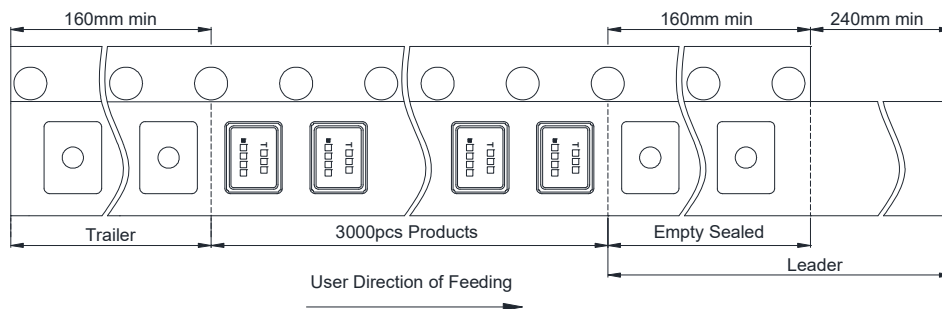 160mm min
160mm min
240mm min
T
T
T
T
Trailer
3000pcs Products
Empty Sealed
Leader
User Direction of Feeding